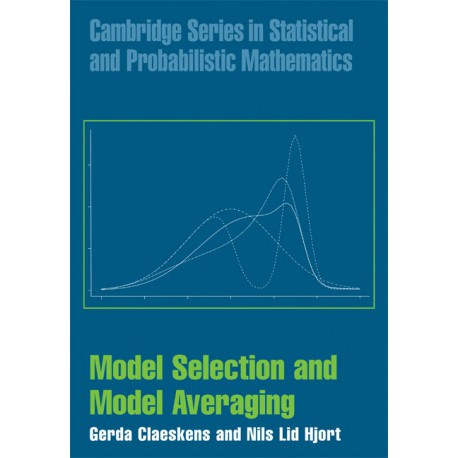 Cambridge Series in Statistical
and Probabilistic Mathematics
Model Selection and
Model Averaging
Gerda Claeskens and Nils Lid Hjort